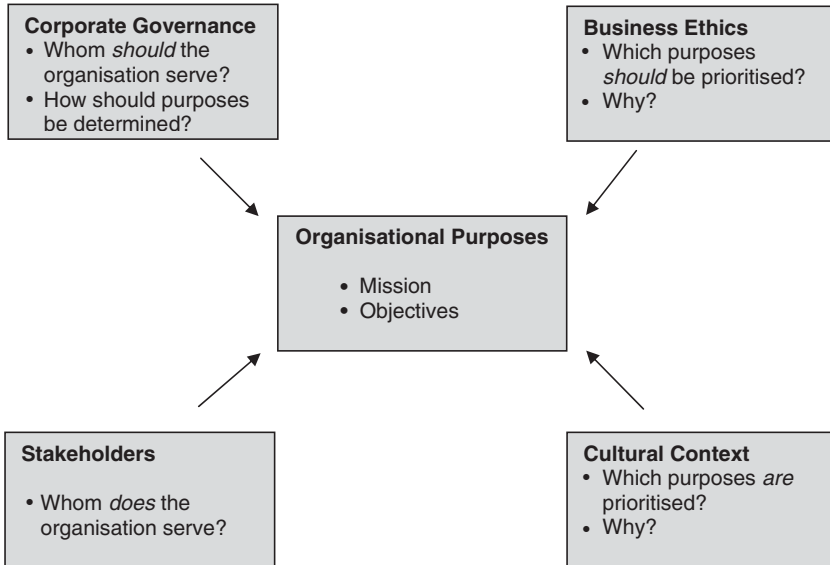 Corporate Governance
• Whom should the
organisation serve?
• How should purposes
be determined?
Business Ethics
• Which purposes
should be prioritised?
• Why?
Organisational Purposes
• Mission
• Objectives
Stakeholders
• Whom does the
organisation serve?
Cultural Context
• Which purposes are
prioritised?
• Why?